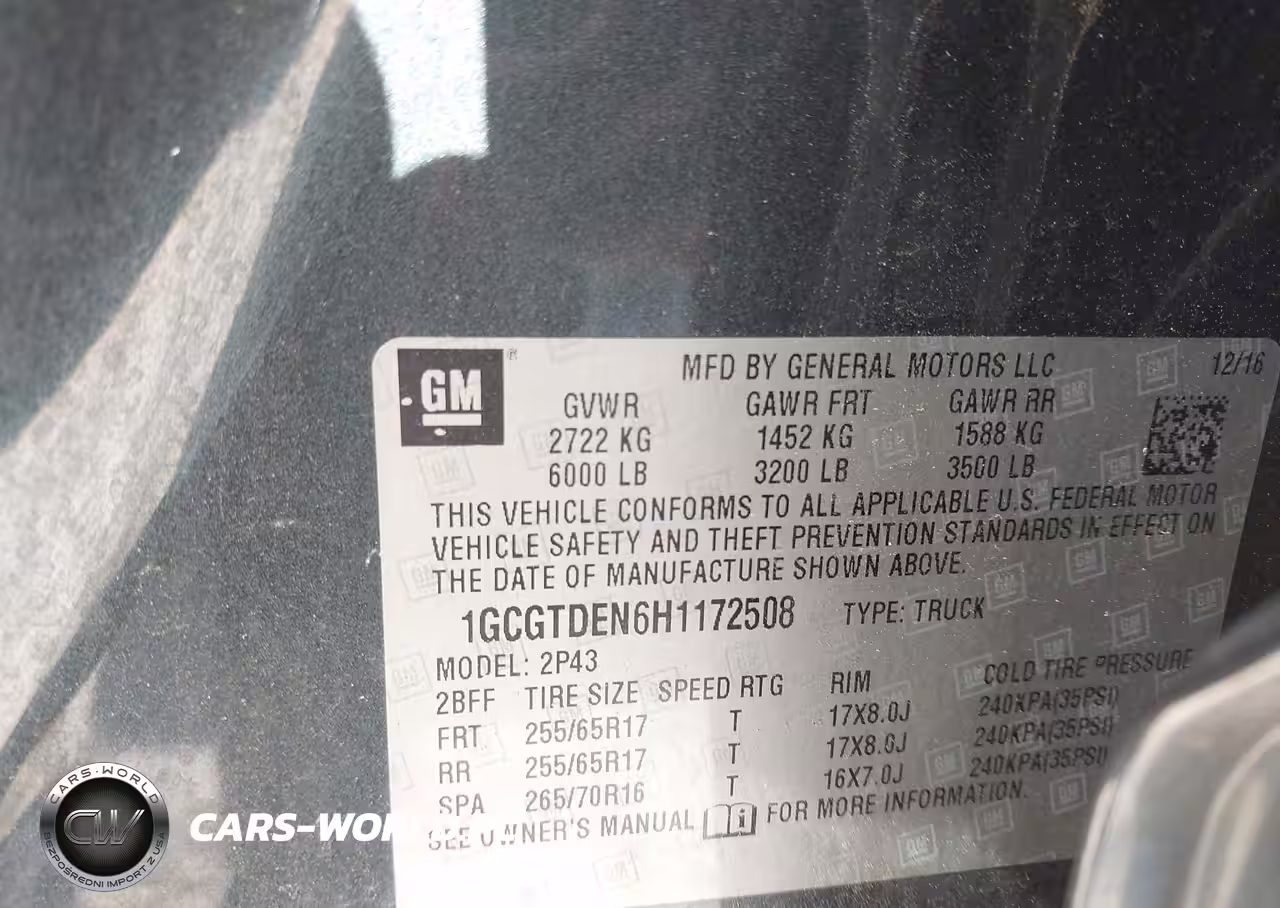 GM ®
MFD BY GENERAL MOTORS LLC 12/16
GVWR GAWR FRT GAWR RR
2722 KG 1452 KG 1588 KG
6000 LB 3200 LB 3500 LB
THIS VEHICLE CONFORMS TO ALL APPLICABLE U.S. FEDERAL MOTOR
VEHICLE SAFETY AND THEFT PREVENTION STANDARDS IN EFFECT ON
THE DATE OF MANUFACTURE SHOWN ABOVE.
1GCGTDEN6H1172508 TYPE: TRUCK
MODEL: 2P43
2BFF TIRE SIZE SPEED RTG RIM COLD TIRE PRESSURE
FRT 255/65R17 T 17X8.0J 240KPA(35PSI)
RR 255/65R17 T 17X8.0J 240KPA(35PSI)
SPA 265/70R16 T 16X7.0J 240KPA(35PSI)
SEE OWNER'S MANUAL i FOR MORE INFORMATION.
CARS-WORLD
CW
BEZPOŚREDNI IMPORT Z USA